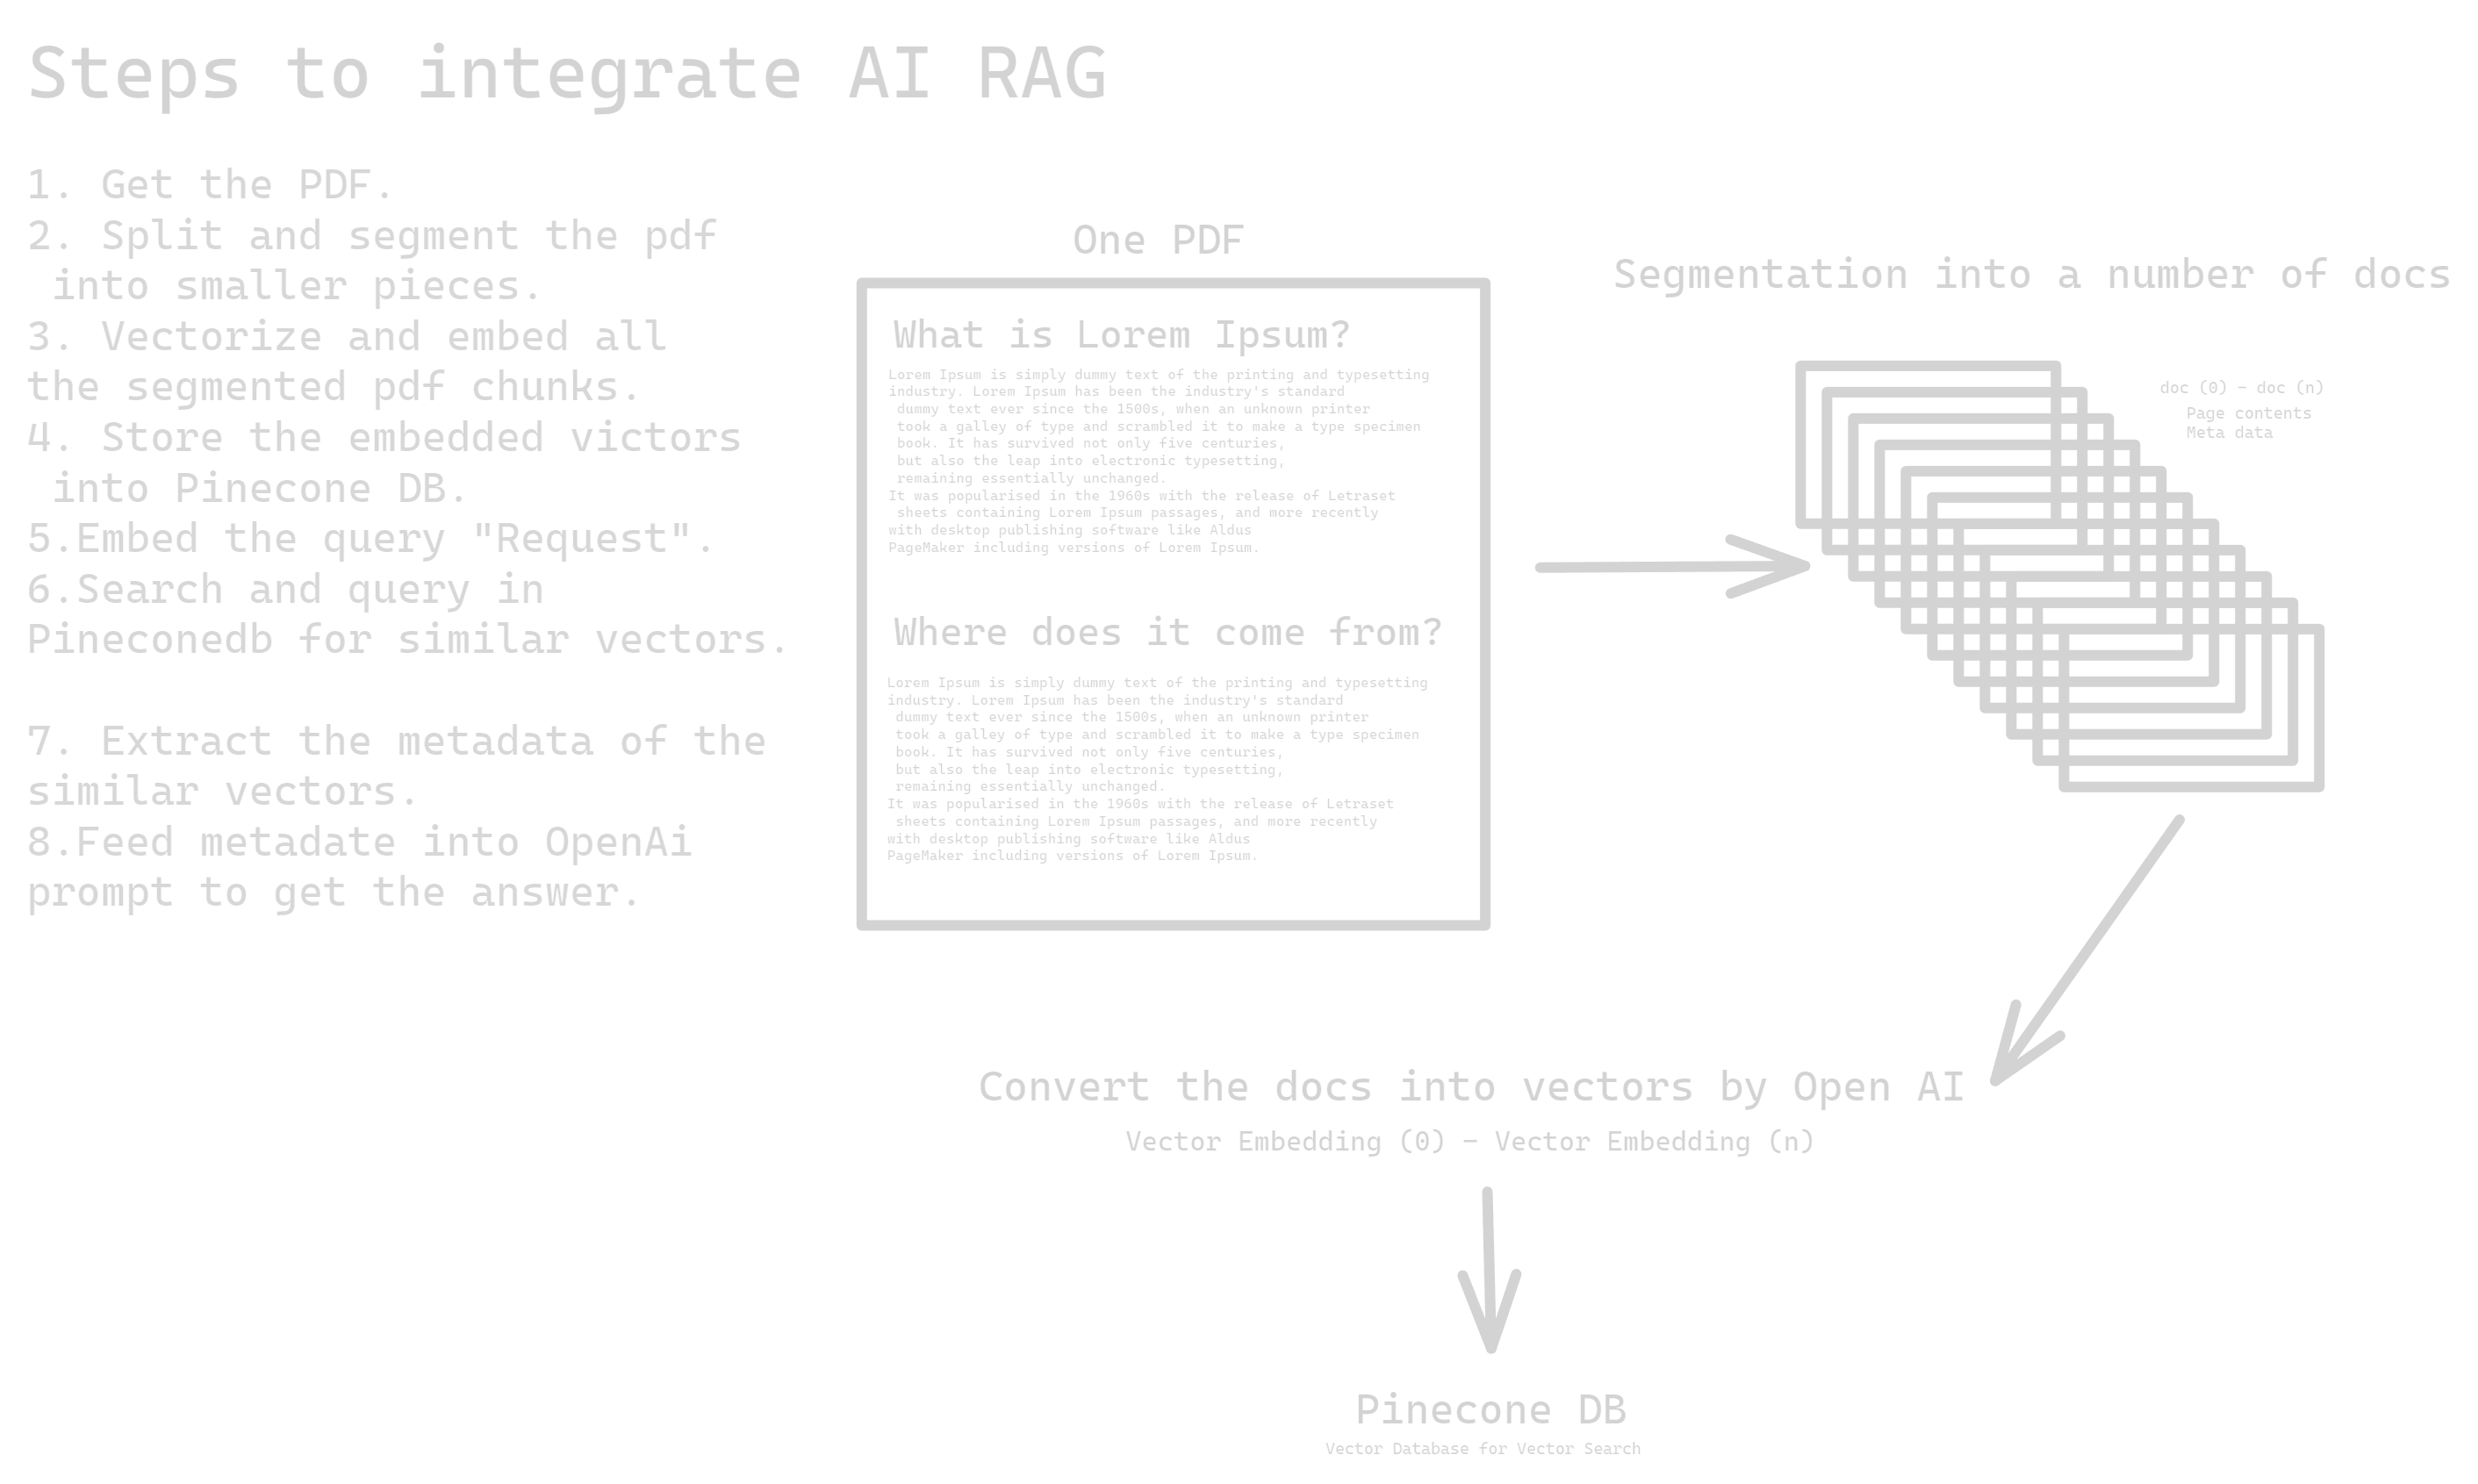 Steps to integrate AI RAG
1. Get the PDF.
2. Split and segment the pdf
into smaller pieces.
3. Vectorize and embed all
the segmented pdf chunks.
4. Store the embedded victors
into Pinecone DB.
5.Embed the query "Request".
6.Search and query in
Pineconedb for similar vectors.
7. Extract the metadata of the
similar vectors.
8.Feed metadate into OpenAi
prompt to get the answer.
One PDF
What is Lorem Ipsum?
Lorem Ipsum is simply dummy text of the printing and typesetting
industry. Lorem Ipsum has been the industry's standard
dummy text ever since the 1500s, when an unknown printer
took a galley of type and scrambled it to make a type specimen
book. It has survived not only five centuries,
but also the leap into electronic typesetting,
remaining essentially unchanged.
It was popularised in the 1960s with the release of Letraset
sheets containing Lorem Ipsum passages, and more recently
with desktop publishing software like Aldus
PageMaker including versions of Lorem Ipsum.
Where does it come from?
Lorem Ipsum is simply dummy text of the printing and typesetting
industry. Lorem Ipsum has been the industry's standard
dummy text ever since the 1500s, when an unknown printer
took a galley of type and scrambled it to make a type specimen
book. It has survived not only five centuries,
but also the leap into electronic typesetting,
remaining essentially unchanged.
It was popularised in the 1960s with the release of Letraset
sheets containing Lorem Ipsum passages, and more recently
with desktop publishing software like Aldus
PageMaker including versions of Lorem Ipsum.
Segmentation into a number of docs
doc (0) - doc (n)
Page contents
Meta data
Convert the docs into vectors by Open AI
Vector Embedding (0) - Vector Embedding (n)
Pinecone DB
Vector Database for Vector Search